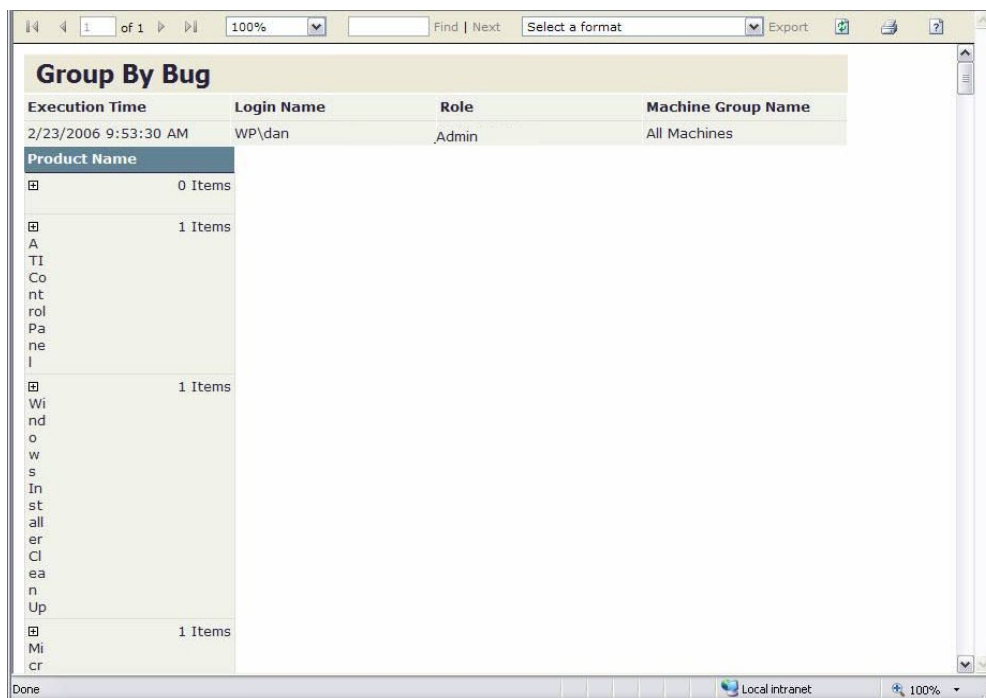 1 of 1 100% Find | Next Select a format Export
Group By Bug
Execution Time Login Name Role Machine Group Name
2/23/2006 9:53:30 AM WP\dan Admin All Machines
Product Name
0 Items
1 Items
A
TI
Co
nt
rol
Pa
ne
l
1 Items
Wi
nd
o
w
s
In
st
all
er
Cl
ea
n
Up
1 Items
Mi
cr
Done Local intranet 100%